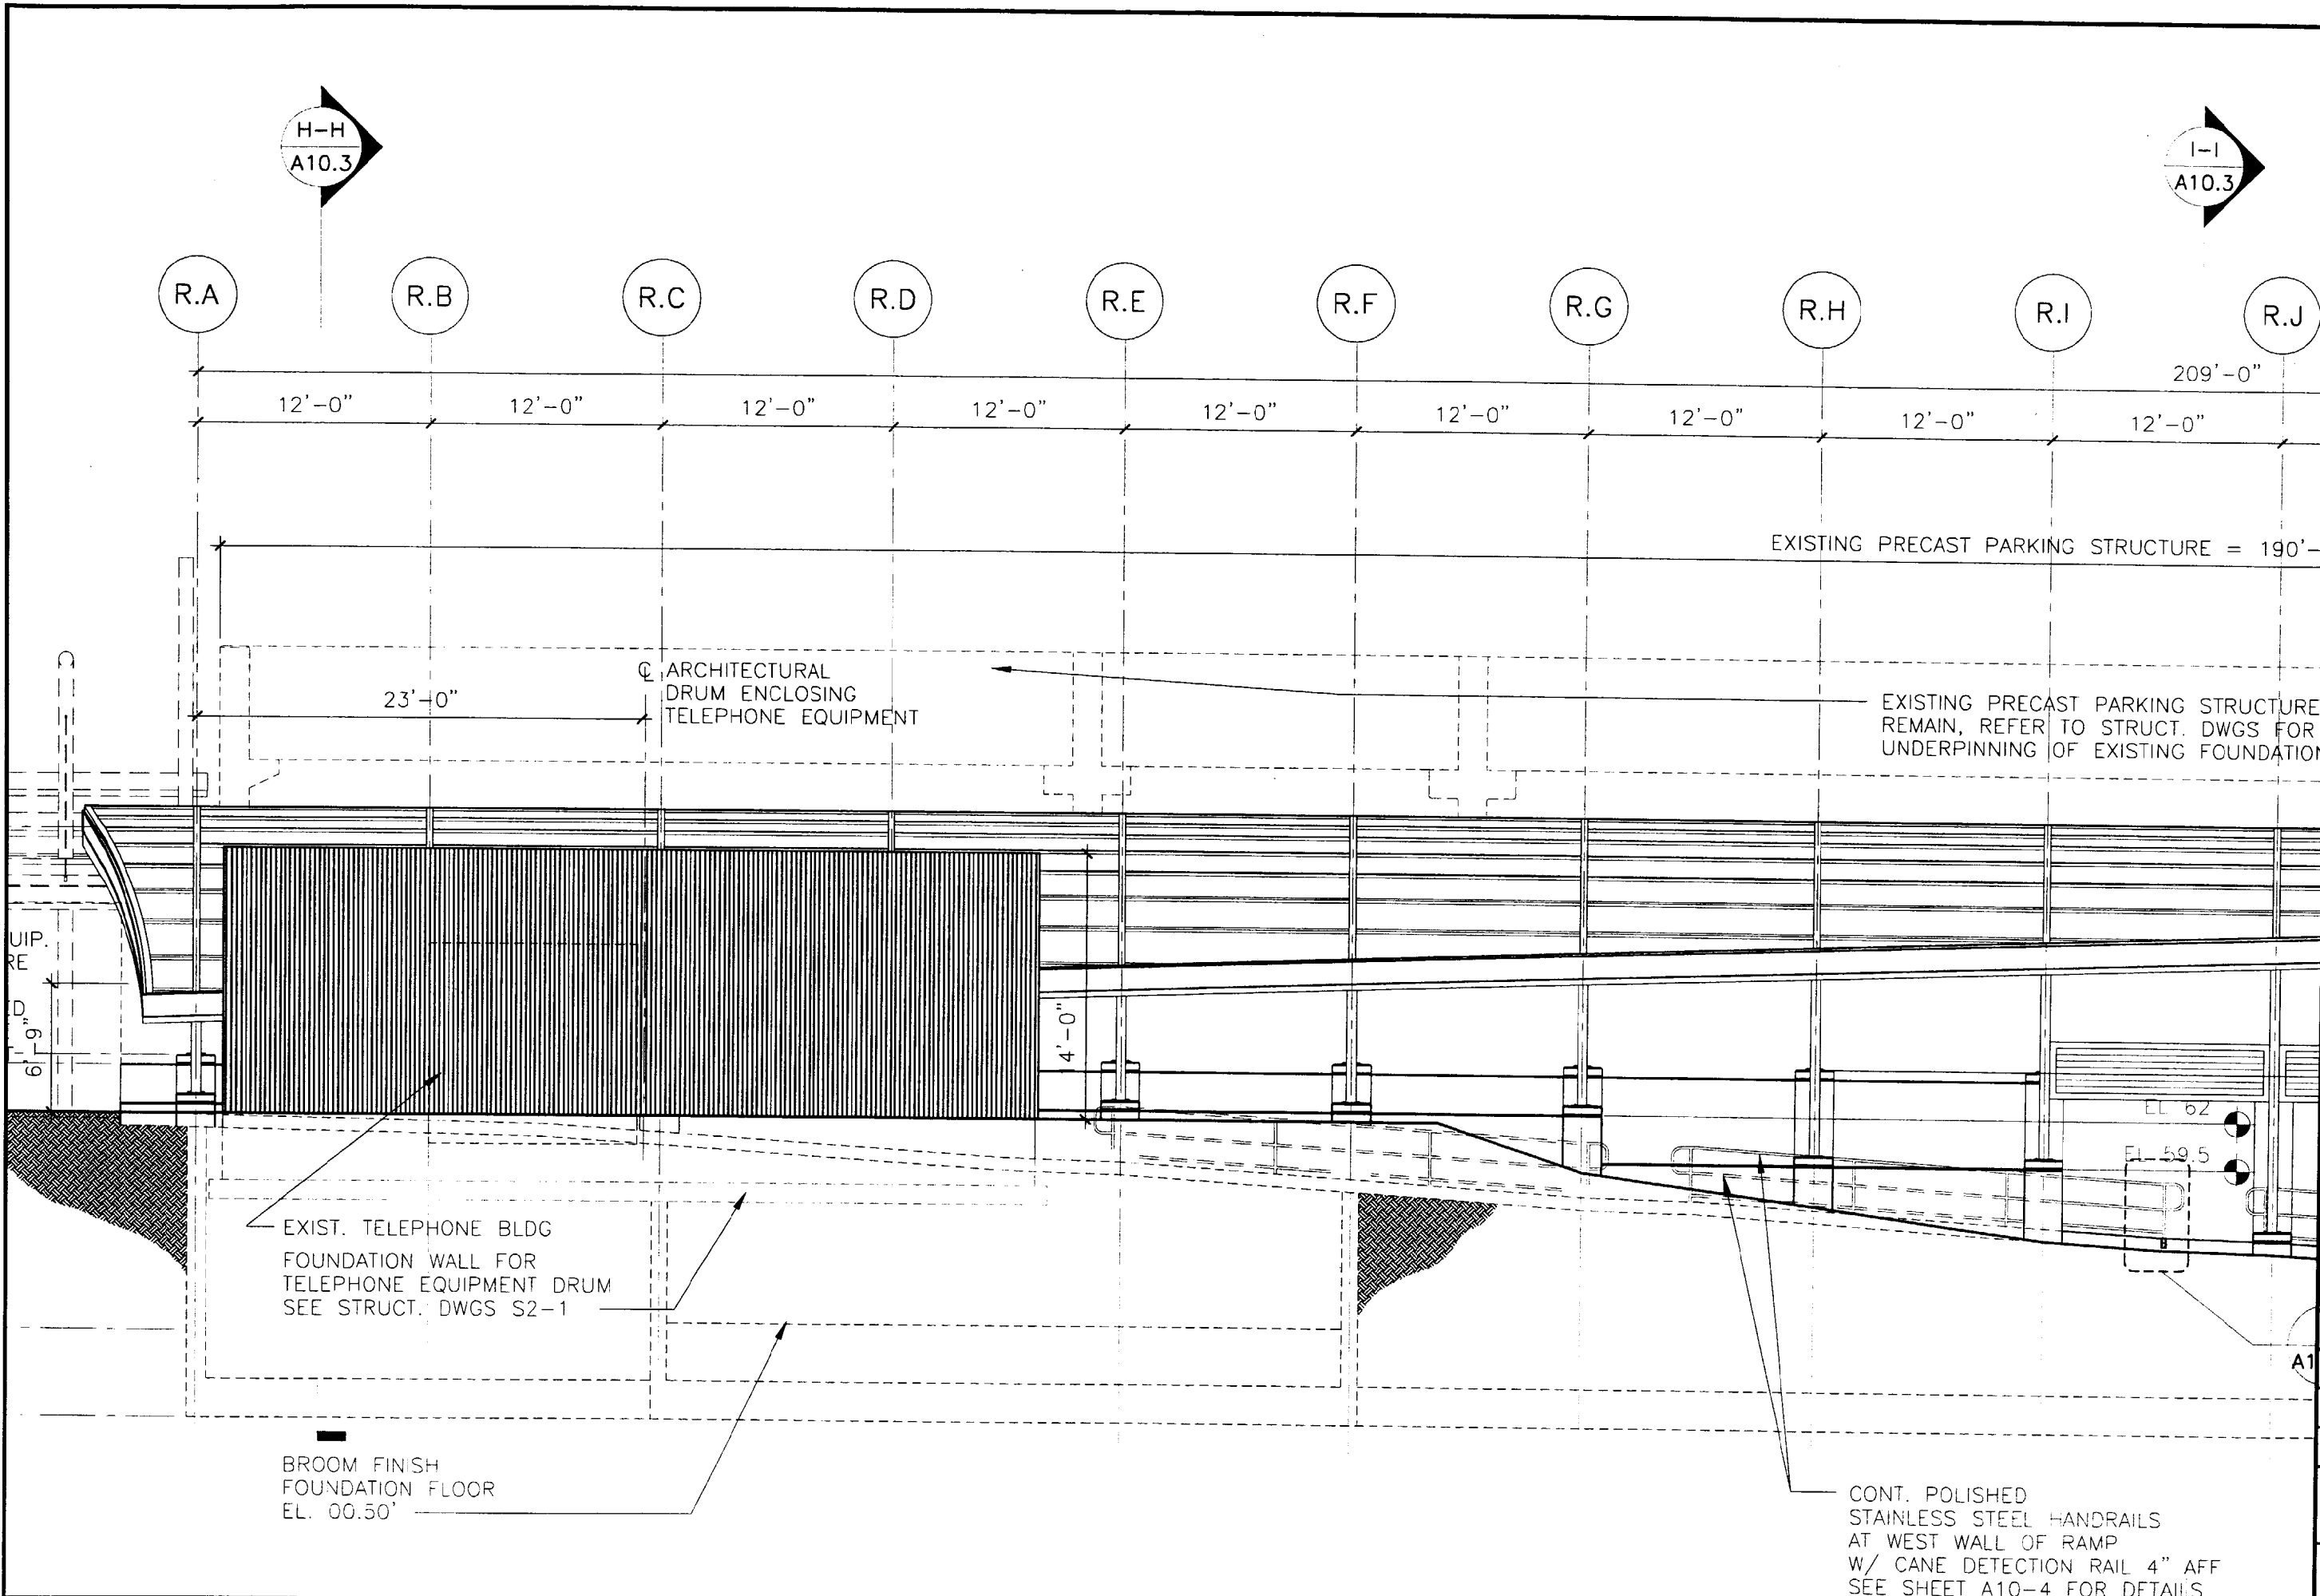 H-H
A10.3
I-I
A10.3
R.A
R.B
R.C
R.D
R.E
R.F
R.G
R.H
R.I
R.J
209'-0"
12'-0"
12'-0"
12'-0"
12'-0"
12'-0"
12'-0"
12'-0"
12'-0"
12'-0"
EXISTING PRECAST PARKING STRUCTURE = 190'-
℄ ARCHITECTURAL
DRUM ENCLOSING
TELEPHONE EQUIPMENT
23'-0"
EXISTING PRECAST PARKING STRUCTURE
REMAIN, REFER TO STRUCT. DWGS FOR
UNDERPINNING OF EXISTING FOUNDATION
UIP.
RE
ED
6'-9"
14'-0"
EL 62
EL 59.5
EXIST. TELEPHONE BLDG
FOUNDATION WALL FOR
TELEPHONE EQUIPMENT DRUM
SEE STRUCT. DWGS S2-1
A1
BROOM FINISH
FOUNDATION FLOOR
EL. 00.50'
CONT. POLISHED
STAINLESS STEEL HANDRAILS
AT WEST WALL OF RAMP
W/ CANE DETECTION RAIL 4" AFF
SEE SHEET A10-4 FOR DETAILS